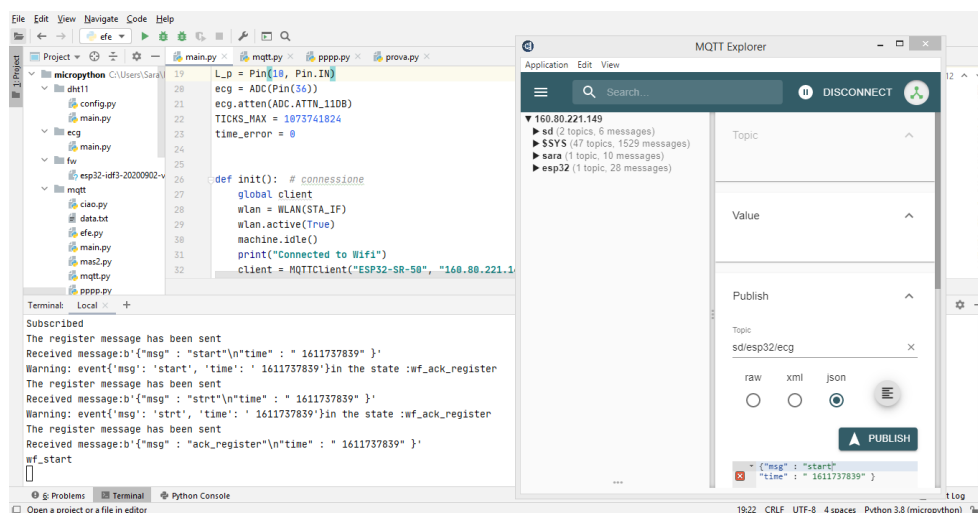 File Edit View Navigate Code Help
efe
Project
main.py
mqtt.py
pppp.py
prova.py
1: Project
micropython C:\Users\Sara\
dht11
config.py
main.py
ecg
main.py
fw
esp32-idf3-20200902-v
mqtt
ciao.py
data.txt
efe.py
main.py
mas2.py
mqtt.py
pppp.py
19 L_p = Pin(10, Pin.IN)
20 ecg = ADC(Pin(36))
21 ecg.atten(ADC.ATTN_11DB)
22 TICKS_MAX = 1073741824
23 time_error = 0
24
25
26 def init(): # connessione
27 global client
28 wlan = WLAN(STA_IF)
29 wlan.active(True)
30 machine.idle()
31 print("Connected to Wifi")
32 client = MQTTClient("ESP32-SR-50", "160.80.221.14
12
Terminal: Local +
Subscribed
The register message has been sent
Received message:b'{"msg" : "start"\n"time" : " 1611737839" }'
Warning: event{'msg': 'start', 'time': ' 1611737839'}in the state :wf_ack_register
The register message has been sent
Received message:b'{"msg" : "strt"\n"time" : " 1611737839" }'
Warning: event{'msg': 'strt', 'time': ' 1611737839'}in the state :wf_ack_register
The register message has been sent
Received message:b'{"msg" : "ack_register"\n"time" : " 1611737839" }'
wf_start
6: Problems Terminal Python Console
t Log
Open a project or a file in editor
19:22 CRLF UTF-8 4 spaces Python 3.8 (micropython)
MQTT Explorer
Application Edit View
Search...
DISCONNECT
160.80.221.149
sd (2 topics, 6 messages)
$SYS (47 topics, 1529 messages)
sara (1 topic, 10 messages)
esp32 (1 topic, 28 messages)
Topic
Value
Publish
Topic
sd/esp32/ecg
raw xml json
PUBLISH
{"msg" : "start"
"time" : " 1611737839" }